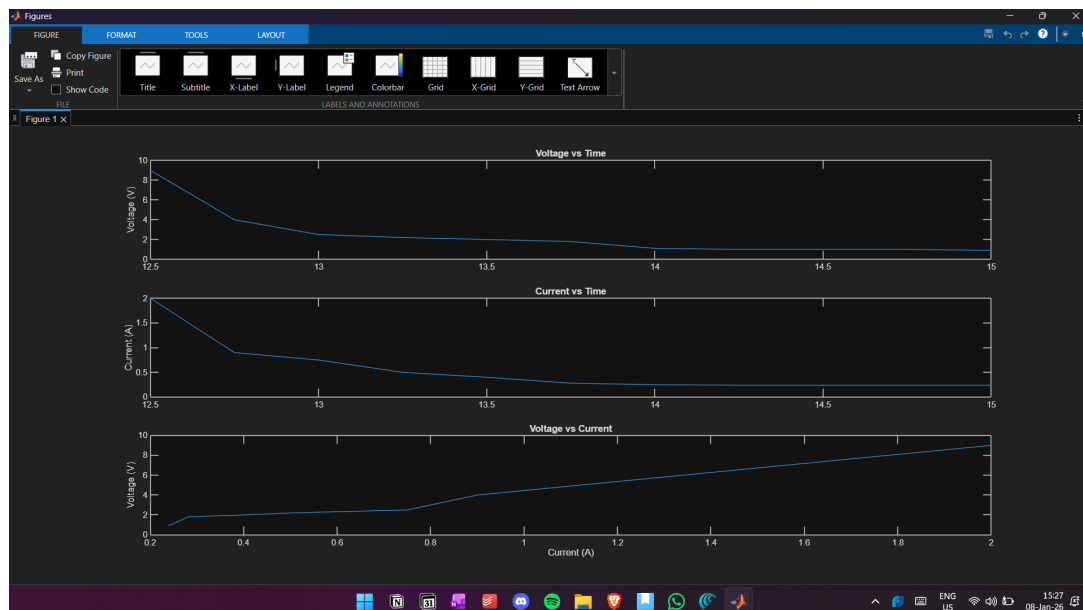 Figures
FIGURE FORMAT TOOLS LAYOUT
Save As
Copy Figure
Print
Show Code
FILE
Title Subtitle X-Label Y-Label Legend Colorbar Grid X-Grid Y-Grid Text Arrow
LABELS AND ANNOTATIONS
Figure 1
Voltage vs Time
Voltage (V)
10
8
6
4
2
0
12.5 13 13.5 14 14.5 15
Current vs Time
Current (A)
2
1.5
1
0.5
0
12.5 13 13.5 14 14.5 15
Voltage vs Current
Voltage (V)
10
8
6
4
2
0
0.2 0.4 0.6 0.8 1 1.2 1.4 1.6 1.8 2
Current (A)
31
ENG
US
15:27
08-Jan-26